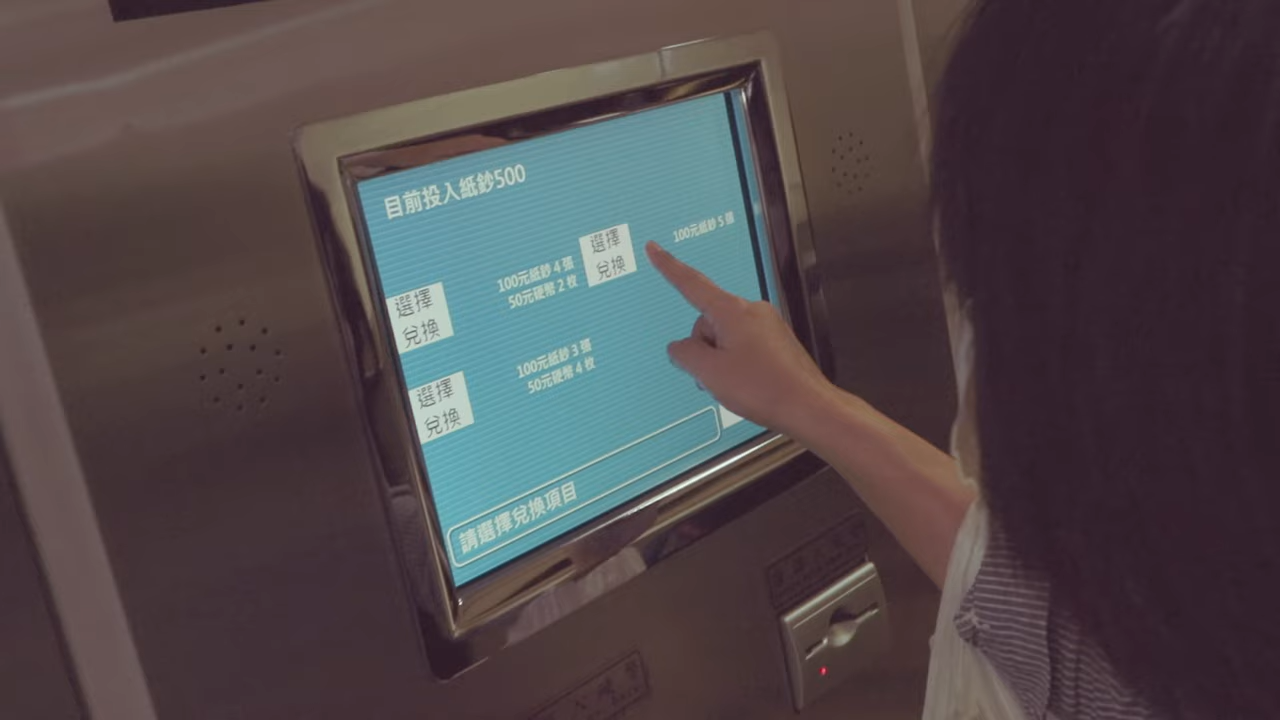 目前投入紙鈔500
選擇
兌換
100元紙鈔 4 張
50元硬幣 2 枚
選擇
兌換
100元紙鈔 5 張
選擇
兌換
100元紙鈔 3 張
50元硬幣 4 枚
請選擇兌換項目